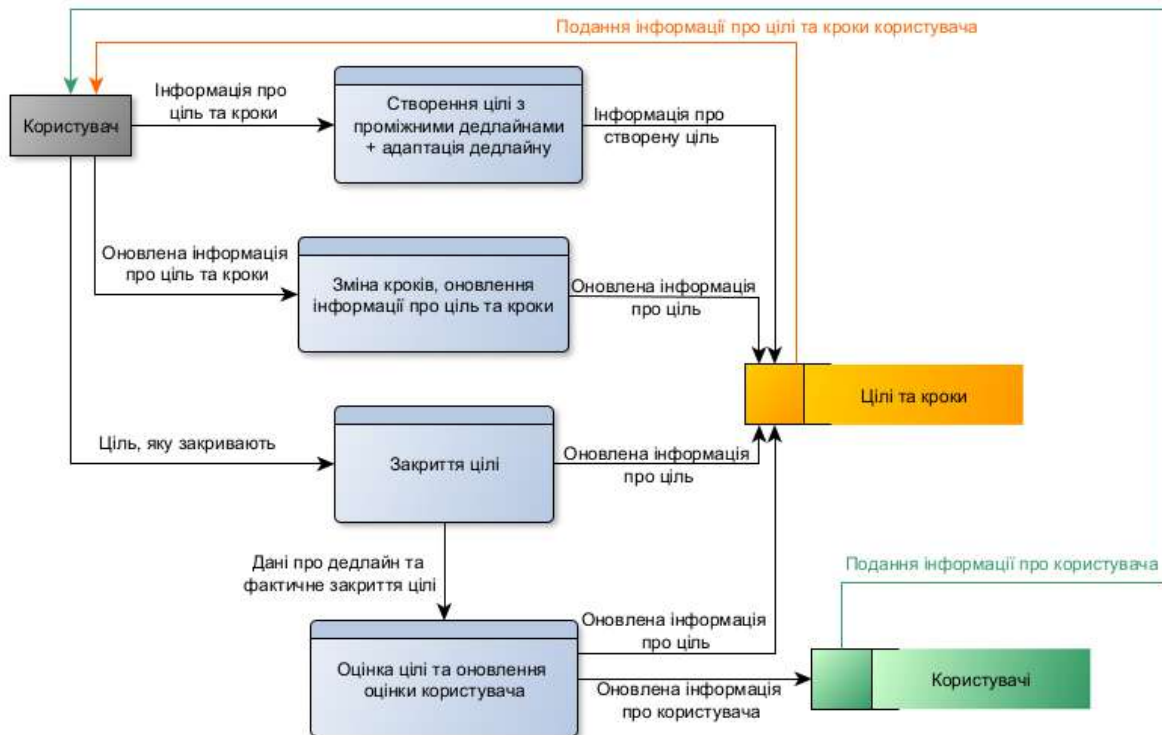 Подання інформації про цілі та кроки користувача
Користувач
Інформація про
ціль та кроки
Створення цілі з
проміжними дедлайнами
+ адаптація дедлайну
Інформація про
створену ціль
Оновлена інформація
про ціль та кроки
Зміна кроків, оновлення
інформації про ціль та кроки
Оновлена інформація
про ціль
Цілі та кроки
Ціль, яку закривають
Закриття цілі
Оновлена інформація
про ціль
Дані про дедлайн та
фактичне закриття цілі
Подання інформації про користувача
Оцінка цілі та оновлення
оцінки користувача
Оновлена інформація
про ціль
Оновлена інформація
про користувача
Користувачі